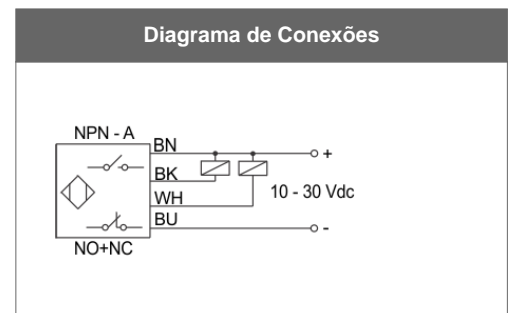 Diagrama de Conexões
NPN - A
BN
+
BK
WH
10 - 30 Vdc
BU
-
NO+NC